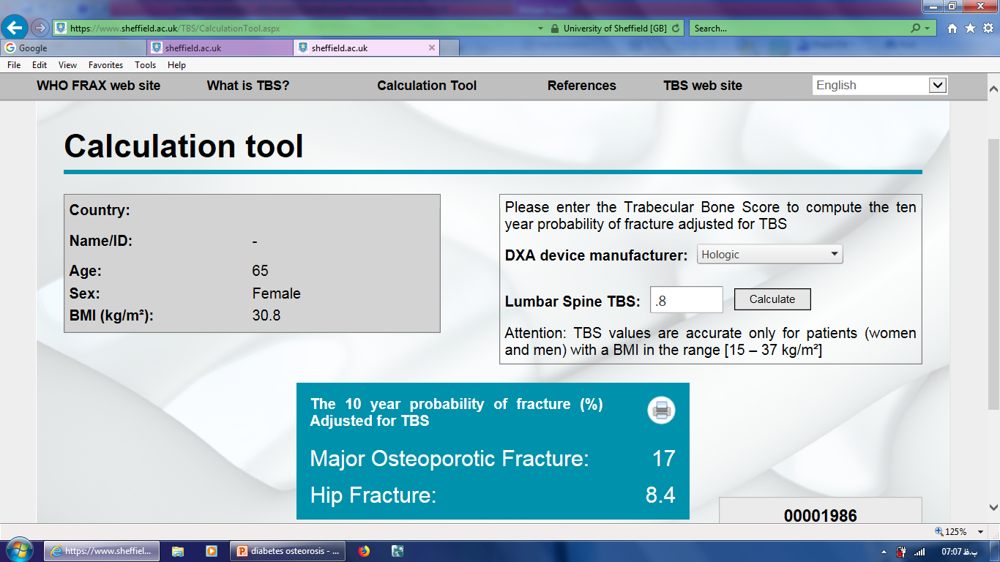 https://www.sheffield.ac.uk/TBS/CalculationTool.aspx
University of Sheffield [GB]
Search...
Google
sheffield.ac.uk
sheffield.ac.uk
File Edit View Favorites Tools Help
WHO FRAX web site What is TBS? Calculation Tool References TBS web site English
Calculation tool
Country:
Name/ID: -
Age: 65
Sex: Female
BMI (kg/m²): 30.8
Please enter the Trabecular Bone Score to compute the ten
year probability of fracture adjusted for TBS
DXA device manufacturer: Hologic
Lumbar Spine TBS: .8 Calculate
Attention: TBS values are accurate only for patients (women
and men) with a BMI in the range [15 – 37 kg/m²]
The 10 year probability of fracture (%)
Adjusted for TBS
Major Osteoporotic Fracture: 17
Hip Fracture: 8.4
00001986
125%
https://www.sheffiel...
diabetes osteorosis - ...
07:07 ب.ظ